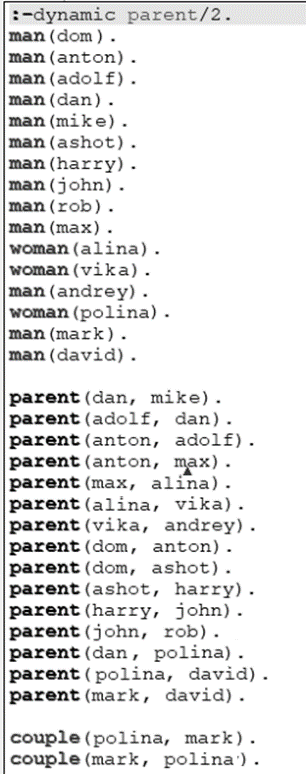 :-dynamic parent/2.
man(dom).
man(anton).
man(adolf).
man(dan).
man(mike).
man(ashot).
man(harry).
man(john).
man(rob).
man(max).
woman(alina).
woman(vika).
man(andrey).
woman(polina).
man(mark).
man(david).
parent(dan, mike).
parent(adolf, dan).
parent(anton, adolf).
parent(anton, max).
parent(max, alina).
parent(alina, vika).
parent(vika, andrey).
parent(dom, anton).
parent(dom, ashot).
parent(ashot, harry).
parent(harry, john).
parent(john, rob).
parent(dan, polina).
parent(polina, david).
parent(mark, david).
couple(polina, mark).
couple(mark, polina).